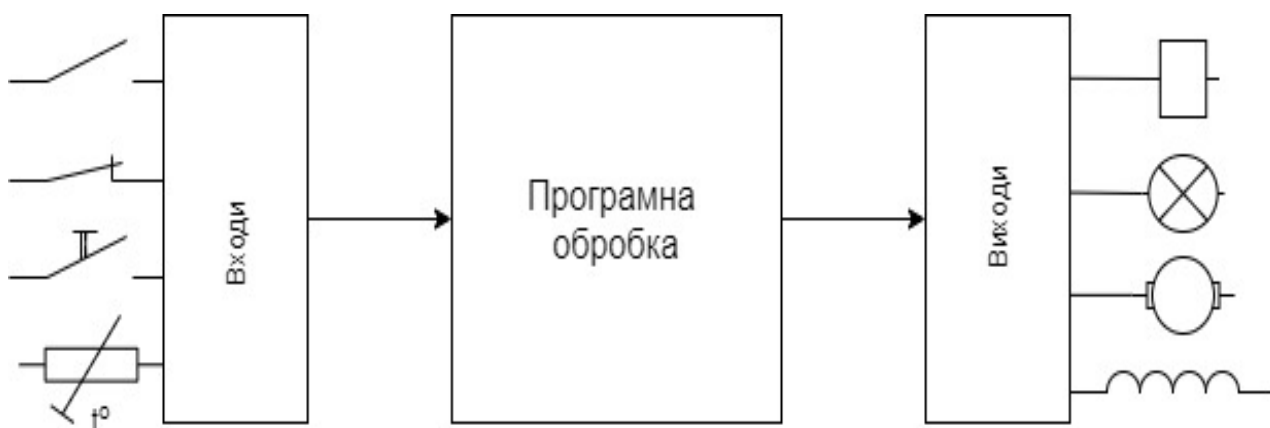 Входи
Програмна
обробка
Виходи
t°